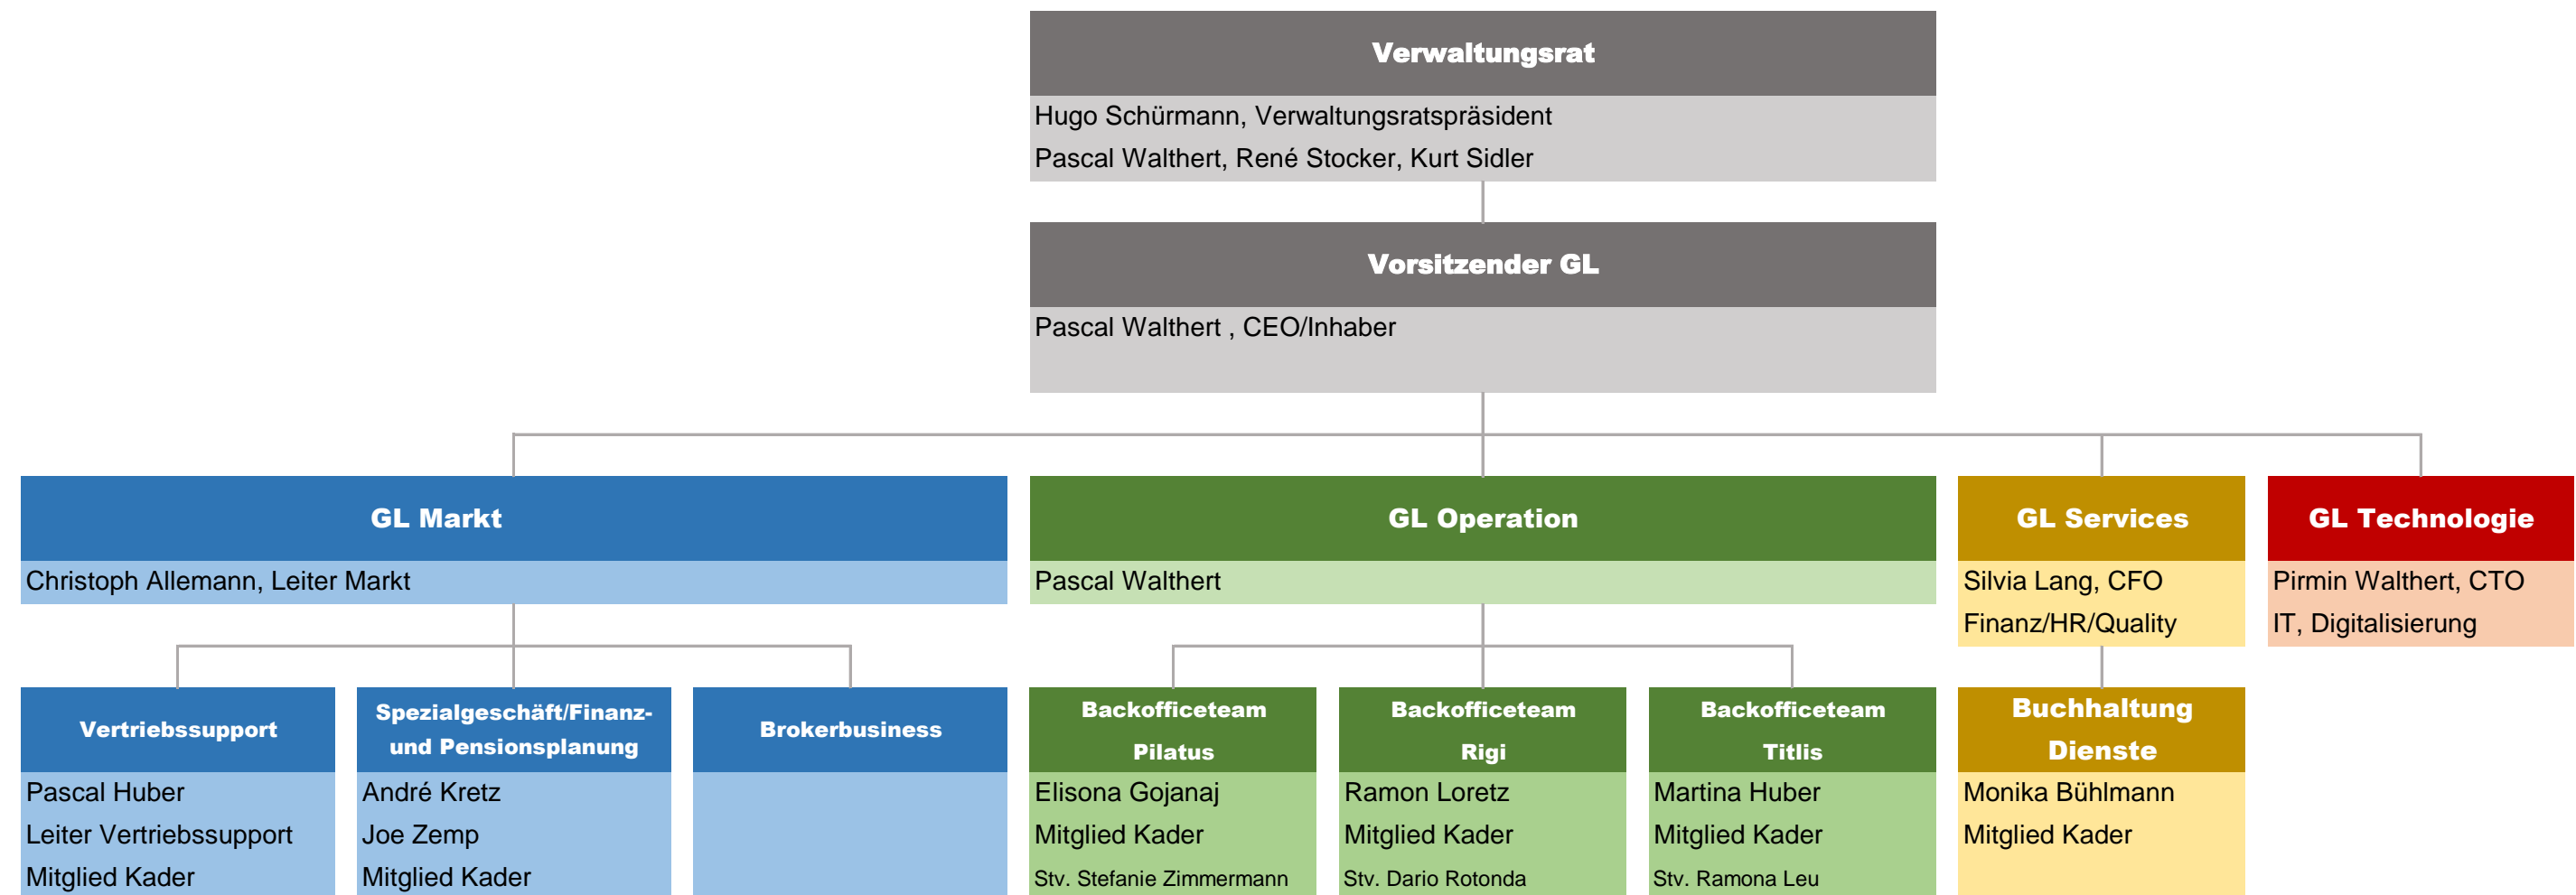 Verwaltungsrat
Hugo Schürmann, Verwaltungsratspräsident
Pascal Walthert, René Stocker, Kurt Sidler
Vorsitzender GL
Pascal Walthert , CEO/Inhaber
GL Markt
Christoph Allemann, Leiter Markt
GL Operation
Pascal Walthert
GL Services
Silvia Lang, CFO
Finanz/HR/Quality
GL Technologie
Pirmin Walthert, CTO
IT, Digitalisierung
Vertriebssupport
Pascal Huber
Leiter Vertriebssupport
Mitglied Kader
Spezialgeschäft/Finanz-
und Pensionsplanung
André Kretz
Joe Zemp
Mitglied Kader
Brokerbusiness
Backofficeteam
Pilatus
Elisona Gojanaj
Mitglied Kader
Stv. Stefanie Zimmermann
Backofficeteam
Rigi
Ramon Loretz
Mitglied Kader
Stv. Dario Rotonda
Backofficeteam
Titlis
Martina Huber
Mitglied Kader
Stv. Ramona Leu
Buchhaltung
Dienste
Monika Bühlmann
Mitglied Kader